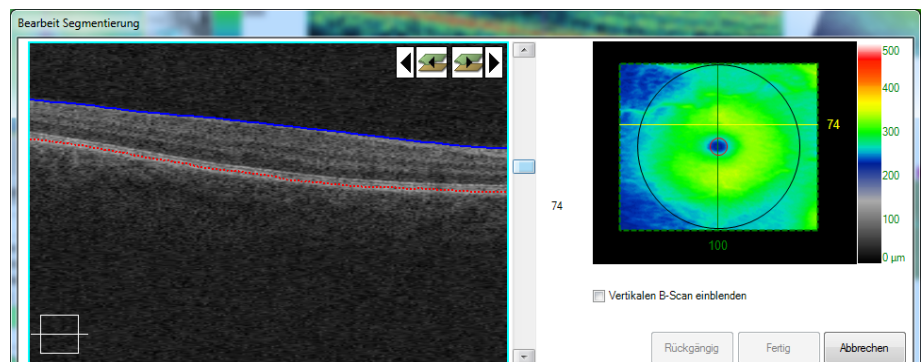 Bearbeit Segmentierung
500
400
74
300
200
74
100
100
0 µm
Vertikalen B-Scan einblenden
Rückgängig Fertig Abbrechen